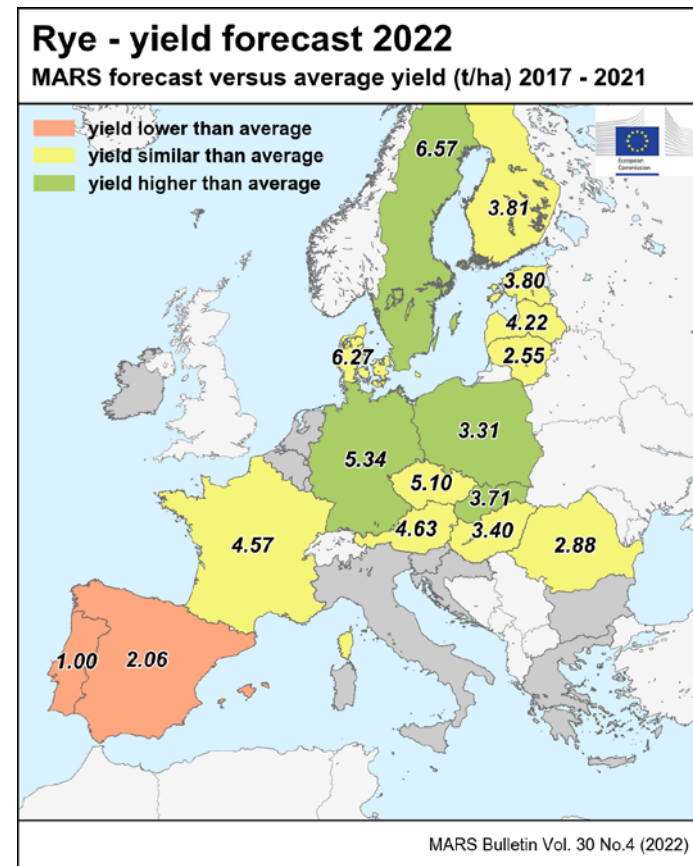 Rye - yield forecast 2022
MARS forecast versus average yield (t/ha) 2017 - 2021
yield lower than average
yield similar than average
yield higher than average
European
Commission
6.57
3.81
3.80
4.22
2.55
6.27
3.31
5.34
5.10
3.71
4.63
3.40
2.88
4.57
1.00
2.06
MARS Bulletin Vol. 30 No.4 (2022)